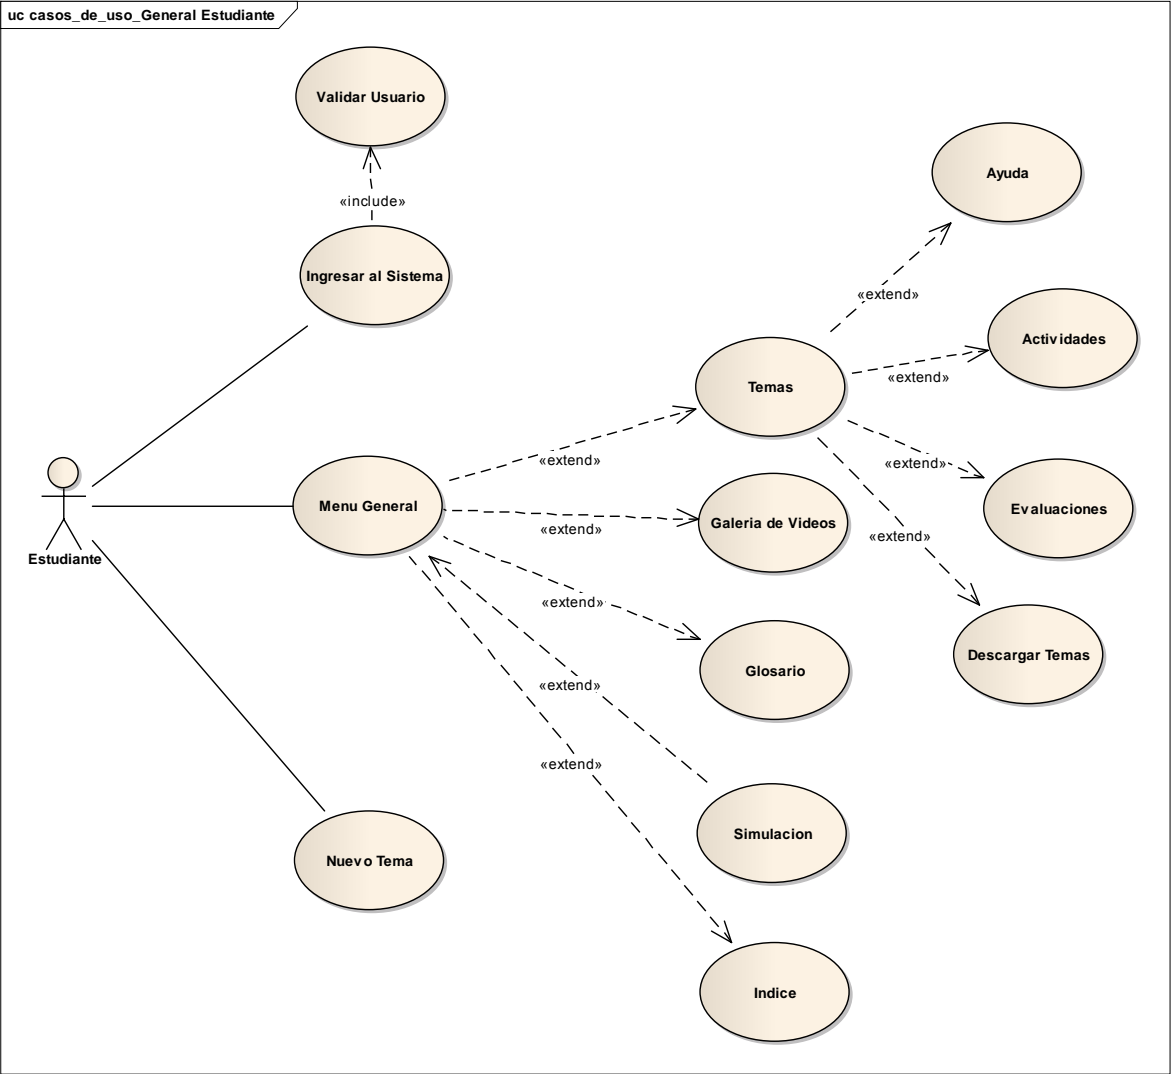 uc casos_de_uso_General Estudiante
Validar Usuario
«include»
Ingresar al Sistema
Ayuda
«extend»
Actividades
«extend»
Temas
«extend»
Evaluaciones
«extend»
Descargar Temas
Estudiante
Menu General
«extend»
Galeria de Videos
«extend»
«extend»
Glosario
«extend»
Simulacion
«extend»
Indice
Nuevo Tema